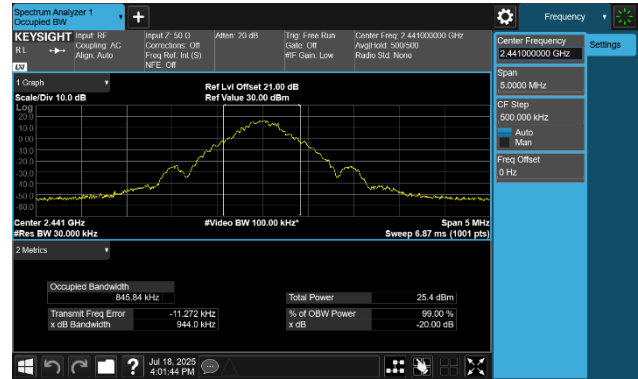 Spectrum Analyzer 1
Occupied BW
+
Frequency
KEYSIGHT Input: RF
RL
Coupling: AC
Align: Auto
LXI
Input Z: 50 Ω
Corrections: Off
Freq Ref: Int (S)
NFE: Off
Atten: 20 dB
Trig: Free Run
Gate: Off
#IF Gain: Low
Center Freq: 2.441000000 GHz
Avg|Hold: 500/500
Radio Std: None
Center Frequency
2.441000000 GHz
Settings
Span
5.0000 MHz
CF Step
500.000 kHz
Auto
Man
Freq Offset
0 Hz
1 Graph
Scale/Div 10.0 dB
Ref Lvl Offset 21.00 dB
Ref Value 30.00 dBm
Log
20.0
10.0
0.00
-10.0
-20.0
-30.0
-40.0
-50.0
-60.0
Center 2.441 GHz
#Res BW 30.000 kHz
#Video BW 100.00 kHz*
Span 5 MHz
Sweep 6.87 ms (1001 pts)
2 Metrics
Occupied Bandwidth
845.84 kHz
Total Power 25.4 dBm
Transmit Freq Error -11.272 kHz
% of OBW Power 99.00 %
x dB Bandwidth 944.0 kHz
x dB -20.00 dB
?
Jul 18, 2025
4:01:44 PM